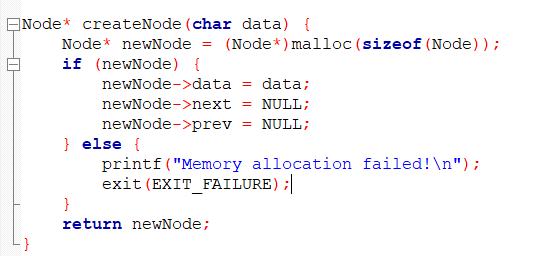 Node* createNode(char data) {
    Node* newNode = (Node*)malloc(sizeof(Node));
    if (newNode) {
        newNode->data = data;
        newNode->next = NULL;
        newNode->prev = NULL;
    } else {
        printf("Memory allocation failed!\n");
        exit(EXIT_FAILURE);
    }
    return newNode;
}